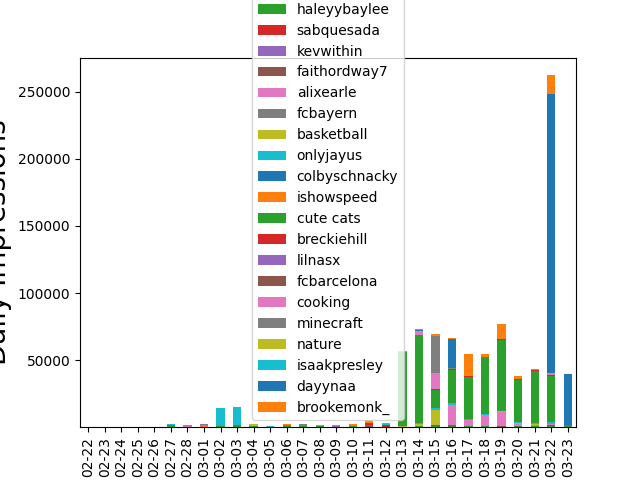 haleyybaylee
sabquesada
kevwithin
faithordway7
alixearle
fcbayern
basketball
onlyjayus
colbyschnacky
ishowspeed
cute cats
breckiehill
lilnasx
fcbarcelona
cooking
minecraft
nature
isaakpresley
dayynaa
brookemonk_
Daily Impressions
250000
200000
150000
100000
50000
02-22
02-23
02-24
02-25
02-26
02-27
02-28
03-01
03-02
03-03
03-04
03-05
03-06
03-07
03-08
03-09
03-10
03-11
03-12
03-13
03-14
03-15
03-16
03-17
03-18
03-19
03-20
03-21
03-22
03-23